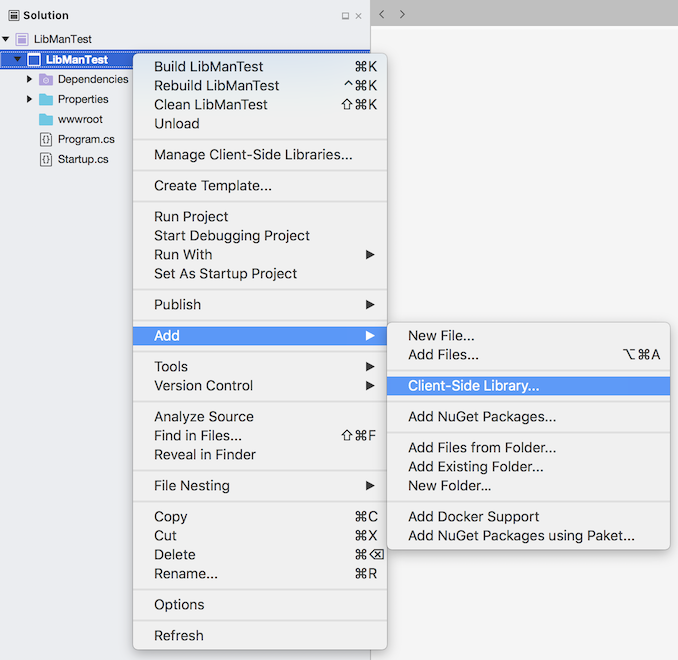 Solution
LibManTest
LibManTest
Dependencies
Properties
wwwroot
{} Program.cs
{} Startup.cs
Build LibManTest ⌘K
Rebuild LibManTest ^⌘K
Clean LibManTest ⇧⌘K
Unload
Manage Client-Side Libraries...
Create Template...
Run Project
Start Debugging Project
Run With
Set As Startup Project
Publish
Add
Tools
Version Control
Analyze Source
Find in Files... ⇧⌘F
Reveal in Finder
File Nesting
Copy ⌘C
Cut ⌘X
Delete ⌘⌫
Rename... ⌘R
Options
Refresh
New File...
Add Files... ⌥⌘A
Client-Side Library...
Add NuGet Packages...
Add Files from Folder...
Add Existing Folder...
New Folder...
Add Docker Support
Add NuGet Packages using Paket...